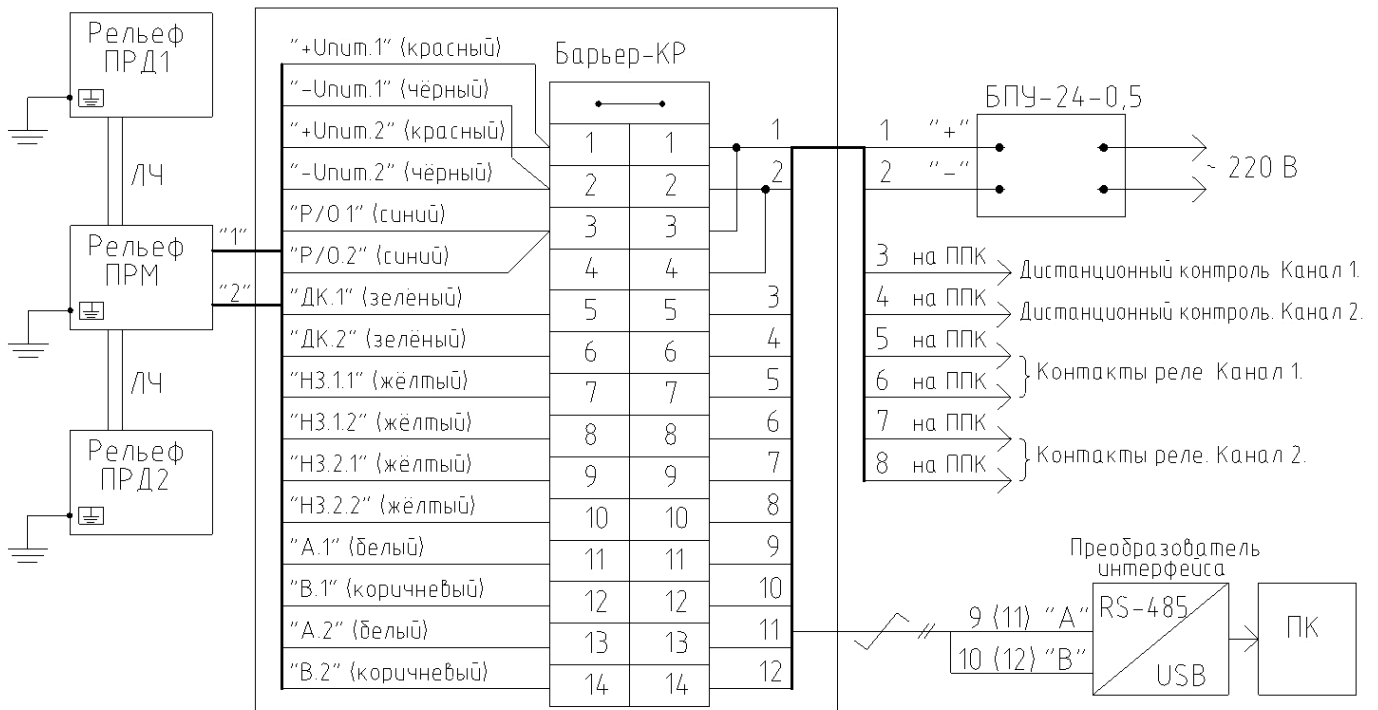 Рельеф
ПРД1
ЛЧ
Рельеф
ПРМ
"1"
"2"
ЛЧ
Рельеф
ПРД2
"+Uпит.1" (красный)
"-Uпит.1" (чёрный)
"+Uпит.2" (красный)
"-Uпит.2" (чёрный)
"Р/О.1" (синий)
"Р/О.2" (синий)
"ДК.1" (зелёный)
"ДК.2" (зелёный)
"НЗ.1.1" (жёлтый)
"НЗ.1.2" (жёлтый)
"НЗ.2.1" (жёлтый)
"НЗ.2.2" (жёлтый)
"А.1" (белый)
"В.1" (коричневый)
"А.2" (белый)
"В.2" (коричневый)
Барьер-КР
1 1
2 2
3 3
4 4
5 5
6 6
7 7
8 8
9 9
10 10
11 11
12 12
13 13
14 14
1
2
3
4
5
6
7
8
9
10
11
12
БПУ-24-0,5
1 "+"
2 "-"
~ 220 В
3 на ППК Дистанционный контроль. Канал 1.
4 на ППК Дистанционный контроль. Канал 2.
5 на ППК
6 на ППК
Контакты реле. Канал 1.
7 на ППК
8 на ППК
Контакты реле. Канал 2.
Преобразователь
интерфейса
9 (11) "А"
10 (12) "В"
RS-485
USB
ПК